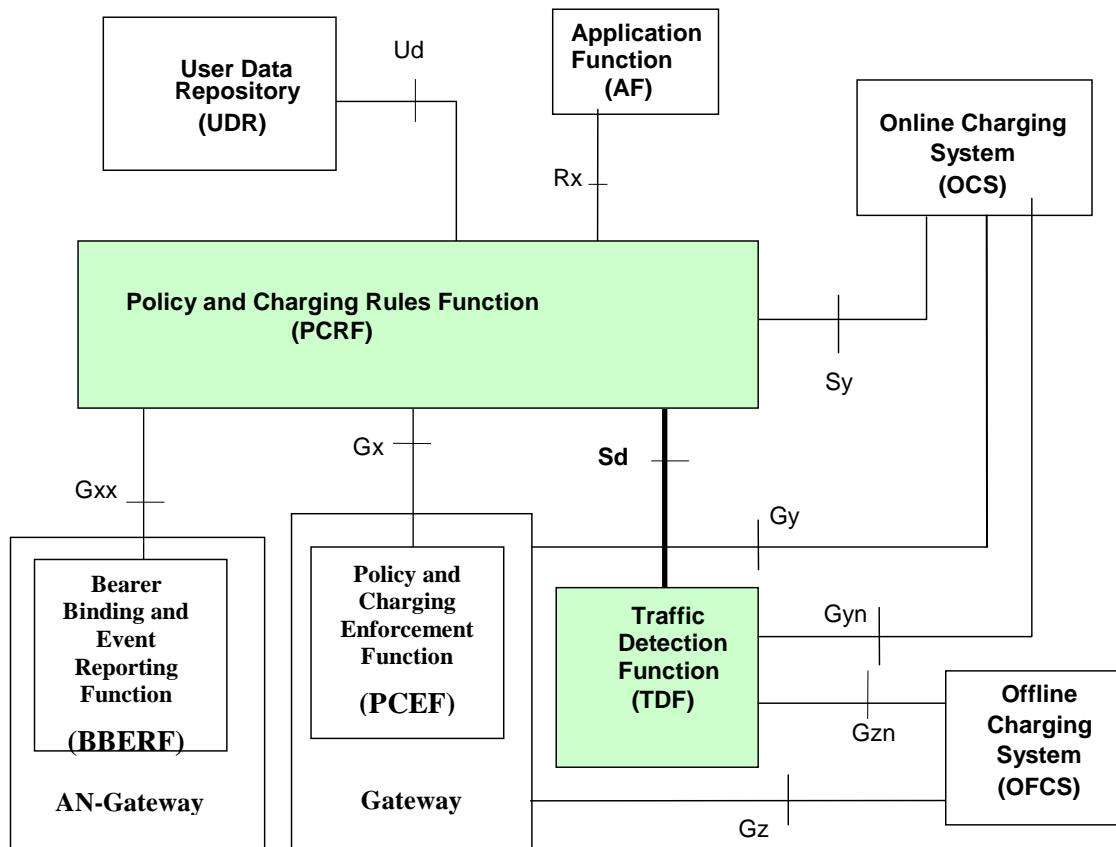 User Data
Repository
(UDR)
Ud
Application
Function
(AF)
Rx
Online Charging
System
(OCS)
Policy and Charging Rules Function
(PCRF)
Sy
Gxx
Gx
Sd
Gy
Bearer
Binding and
Event
Reporting
Function
(BBERF)
AN-Gateway
Policy and
Charging
Enforcement
Function
(PCEF)
Gateway
Traffic
Detection
Function
(TDF)
Gyn
Gzn
Gz
Offline
Charging
System
(OFCS)